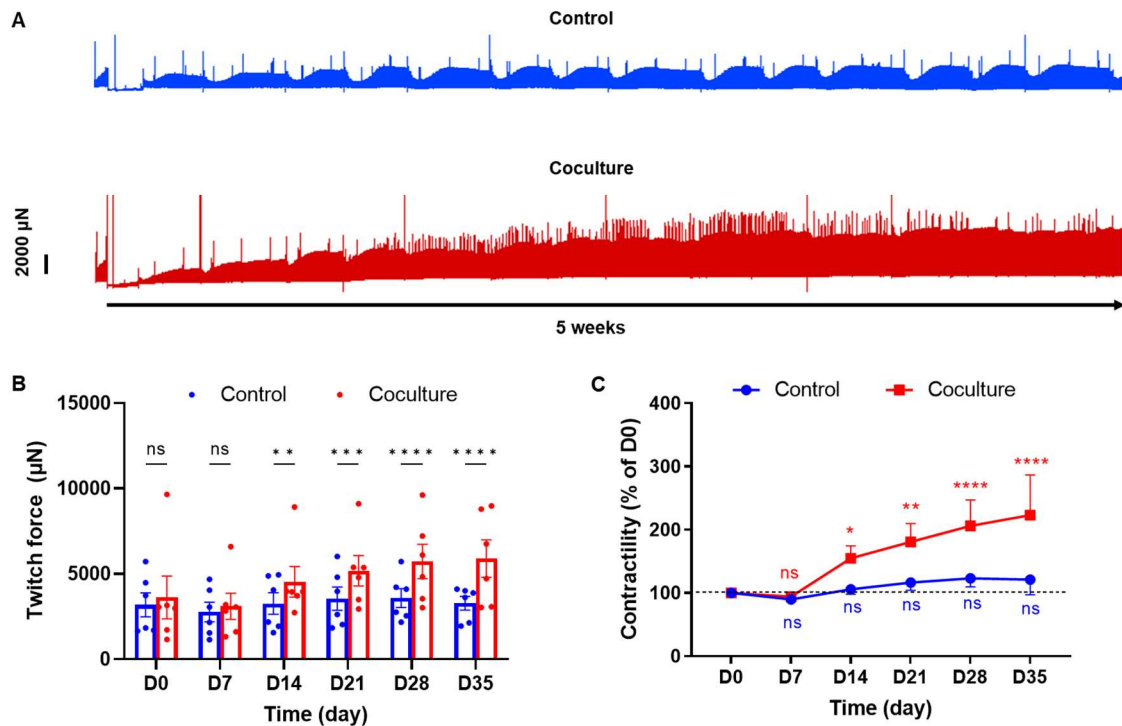 A
Control
Coculture
2000 µN
5 weeks
B
Control Coculture
15000
10000
5000
0
Twitch force (µN)
ns ns ** *** **** ****
D0 D7 D14 D21 D28 D35
Time (day)
C
Control Coculture
400
300
200
100
0
Contractility (% of D0)
ns * ** **** ****
ns ns ns ns ns
D0 D7 D14 D21 D28 D35
Time (day)